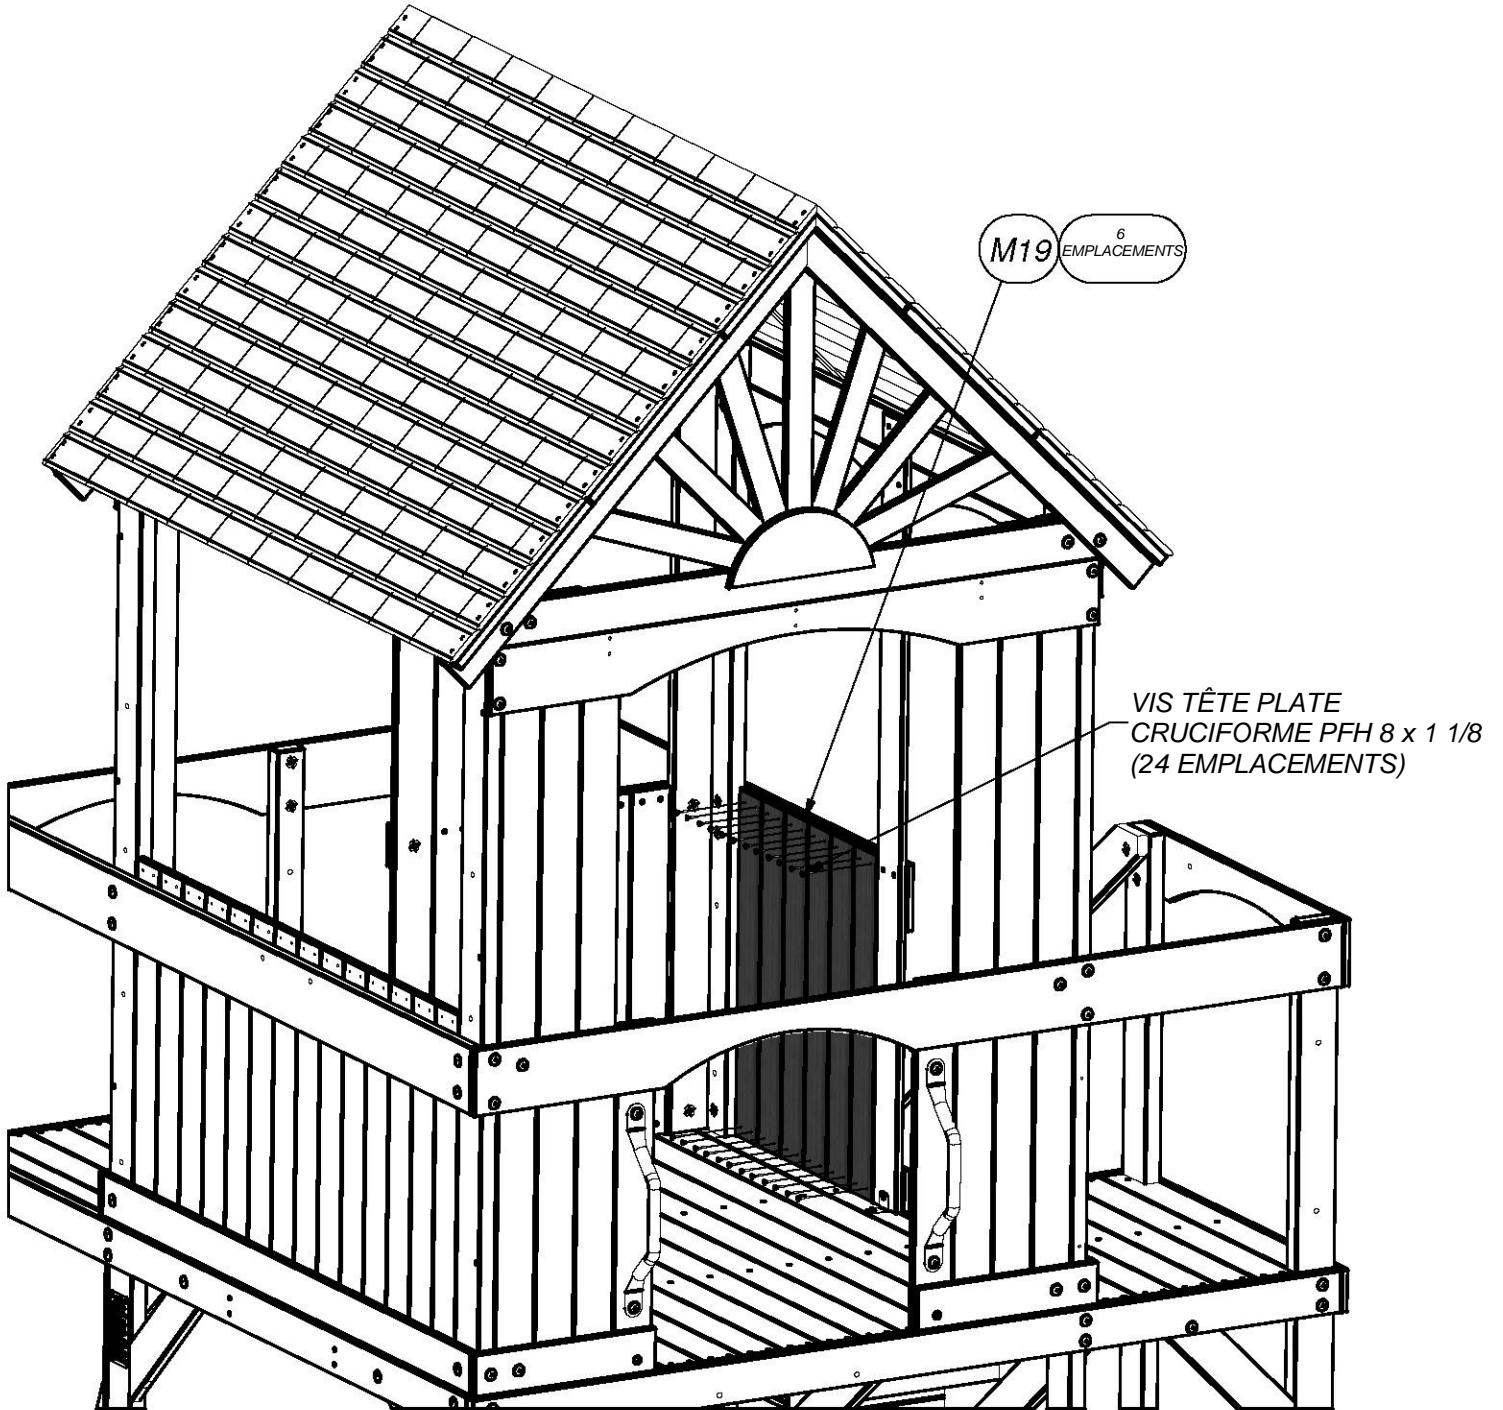 M19
6
EMPLACEMENTS
VIS TÊTE PLATE
CRUCIFORME PFH 8 x 1 1/8
(24 EMPLACEMENTS)